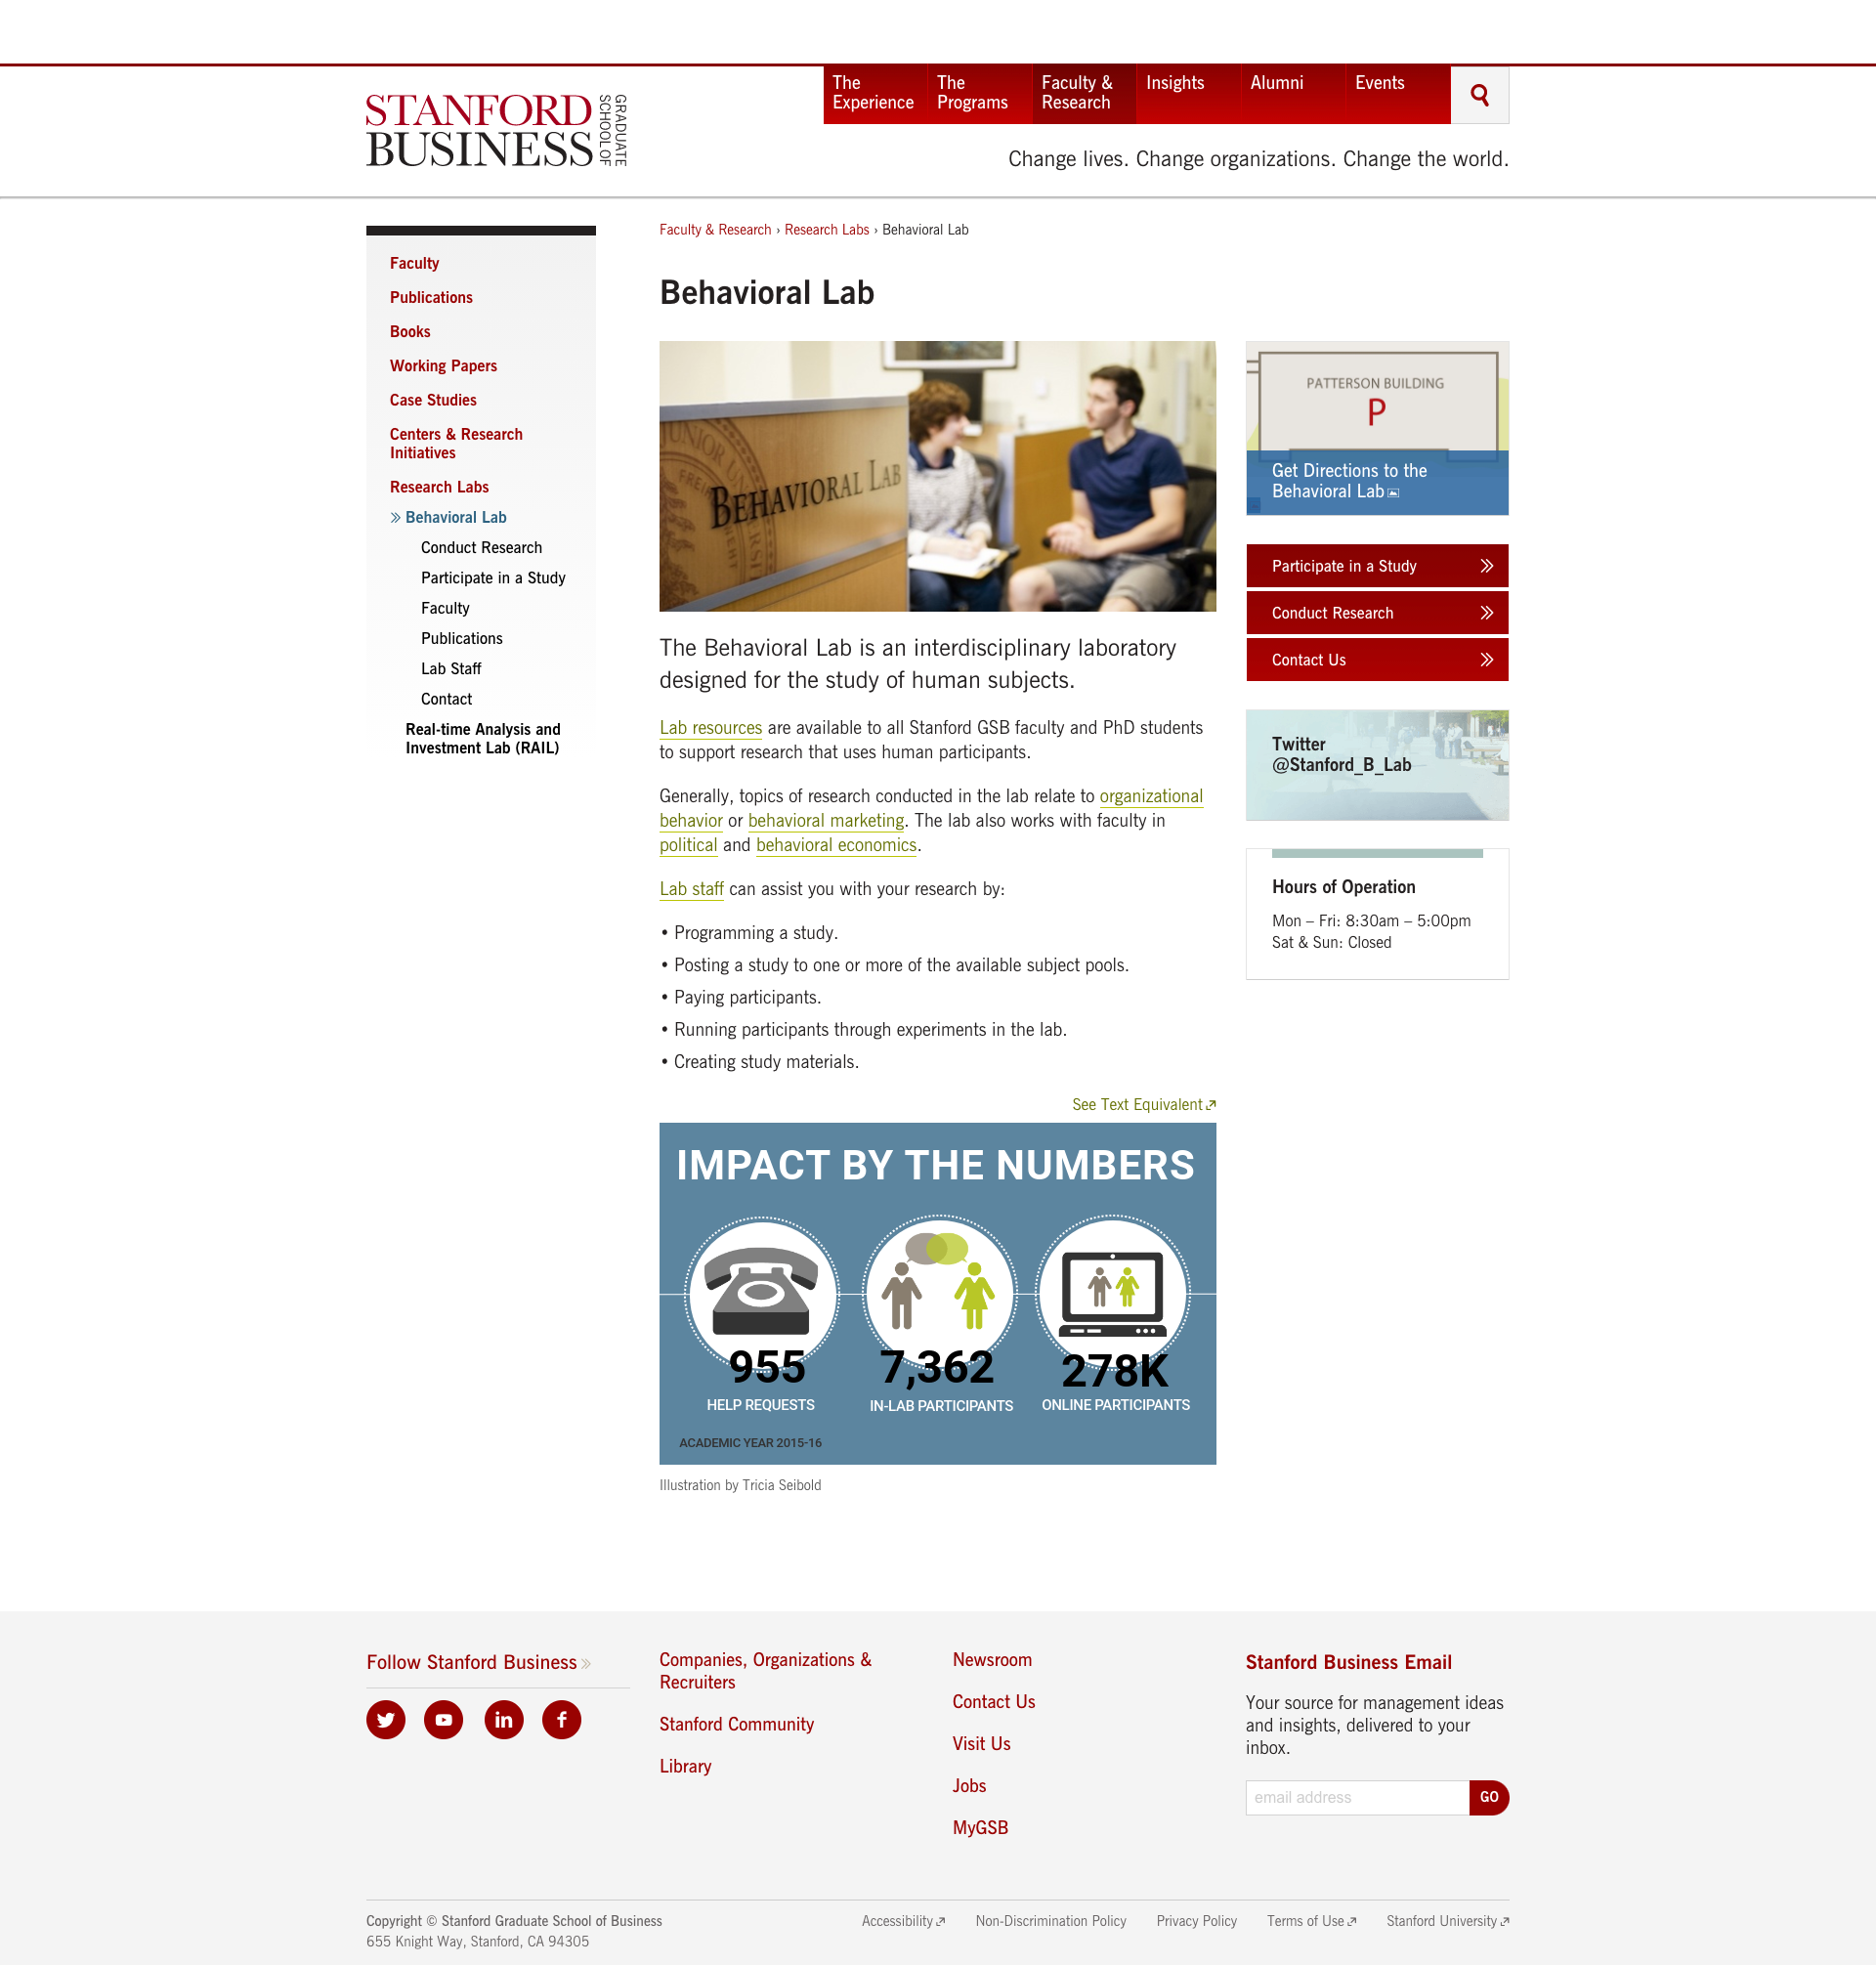 The
Experience
The
Programs
Faculty &
Research
Insights
Alumni
Events
STANFORD
BUSINESS
GRADUATE
SCHOOL OF
Change lives. Change organizations. Change the world.
Faculty
Publications
Books
Working Papers
Case Studies
Centers & Research
Initiatives
Research Labs
» Behavioral Lab
Conduct Research
Participate in a Study
Faculty
Publications
Lab Staff
Contact
Real-time Analysis and
Investment Lab (RAIL)
Faculty & Research › Research Labs › Behavioral Lab
Behavioral Lab
BEHAVIORAL LAB
The Behavioral Lab is an interdisciplinary laboratory
designed for the study of human subjects.
Lab resources are available to all Stanford GSB faculty and PhD students
to support research that uses human participants.
Generally, topics of research conducted in the lab relate to organizational
behavior or behavioral marketing. The lab also works with faculty in
political and behavioral economics.
Lab staff can assist you with your research by:
• Programming a study.
• Posting a study to one or more of the available subject pools.
• Paying participants.
• Running participants through experiments in the lab.
• Creating study materials.
See Text Equivalent
IMPACT BY THE NUMBERS
955
HELP REQUESTS
7,362
IN-LAB PARTICIPANTS
278K
ONLINE PARTICIPANTS
ACADEMIC YEAR 2015-16
Illustration by Tricia Seibold
PATTERSON BUILDING
P
Get Directions to the
Behavioral Lab
Participate in a Study
Conduct Research
Contact Us
Twitter
@Stanford_B_Lab
Hours of Operation
Mon – Fri: 8:30am – 5:00pm
Sat & Sun: Closed
Follow Stanford Business »
Companies, Organizations &
Recruiters
Stanford Community
Library
Newsroom
Contact Us
Visit Us
Jobs
MyGSB
Stanford Business Email
Your source for management ideas
and insights, delivered to your
inbox.
email address
GO
Copyright © Stanford Graduate School of Business
655 Knight Way, Stanford, CA 94305
Accessibility
Non-Discrimination Policy
Privacy Policy
Terms of Use
Stanford University